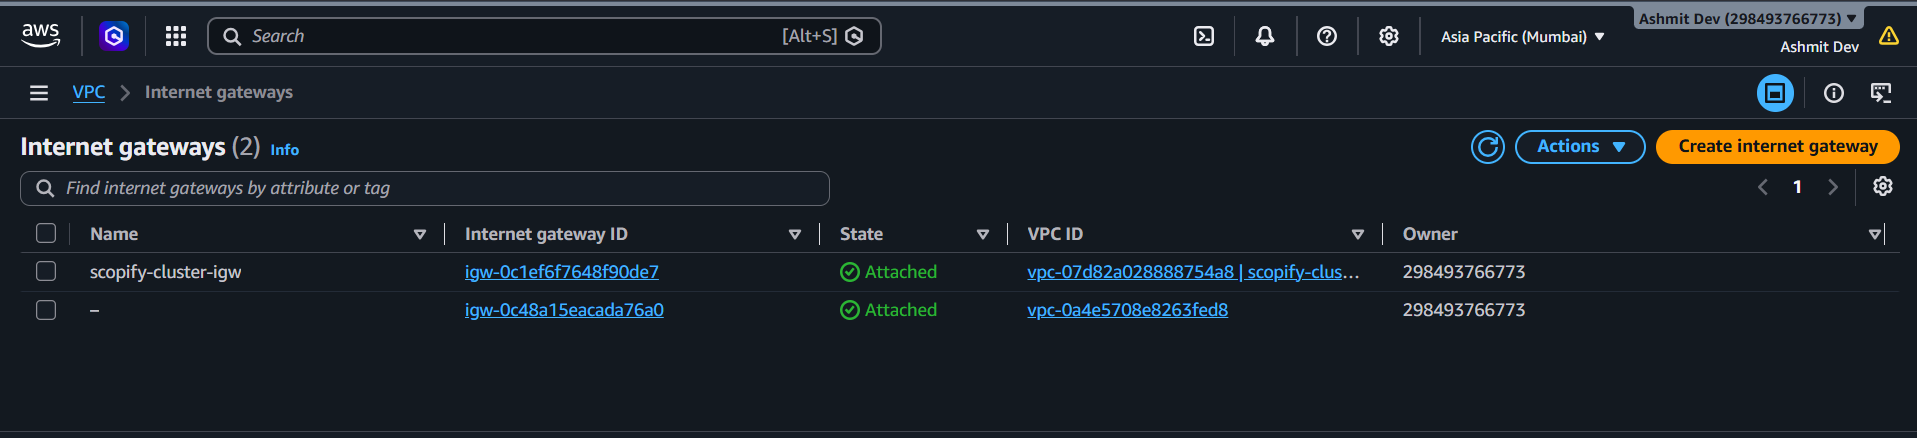 aws
Search [Alt+S]
Asia Pacific (Mumbai)
Ashmit Dev (298493766773)
Ashmit Dev
VPC Internet gateways
Internet gateways (2) Info
Actions
Create internet gateway
Find internet gateways by attribute or tag
1
Name Internet gateway ID State VPC ID Owner
scopify-cluster-igw igw-0c1ef6f7648f90de7 Attached vpc-07d82a028888754a8 | scopify-clus... 298493766773
– igw-0c48a15eacada76a0 Attached vpc-0a4e5708e8263fed8 298493766773